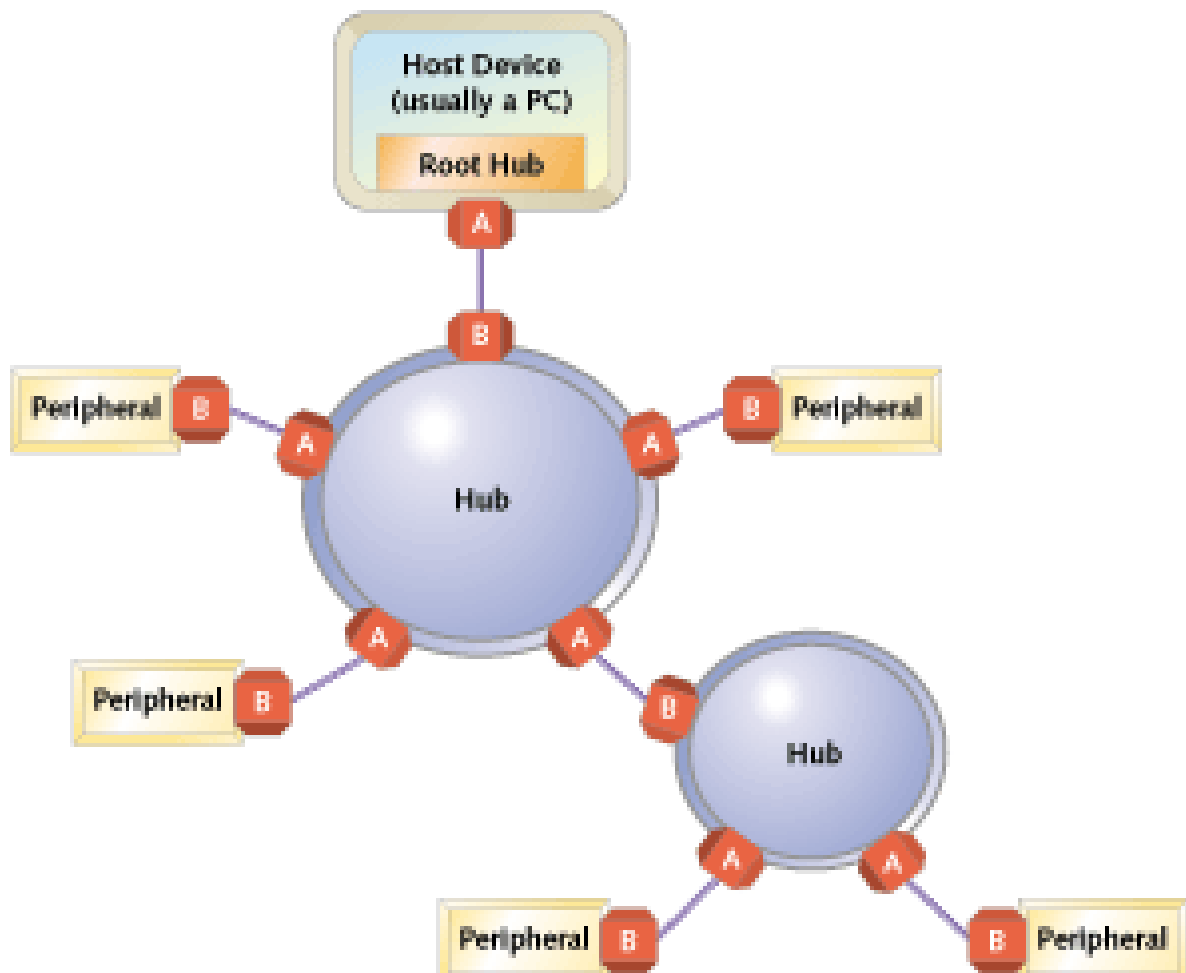 Host Device
(usually a PC)
Root Hub
A
B
Peripheral B
A
A
B Peripheral
Hub
A
A
Peripheral B
B
Hub
A
A
Peripheral B
B Peripheral